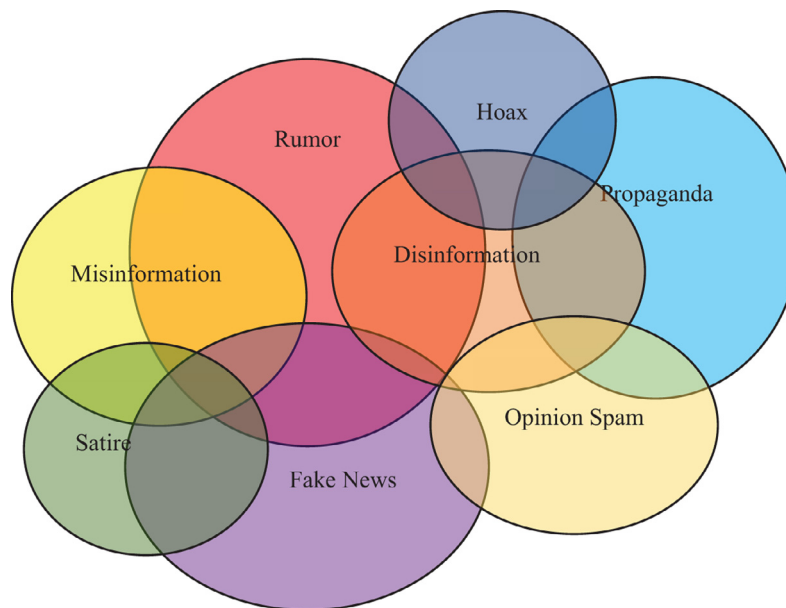 Hoax
Rumor
Propaganda
Disinformation
Misinformation
Opinion Spam
Satire
Fake News